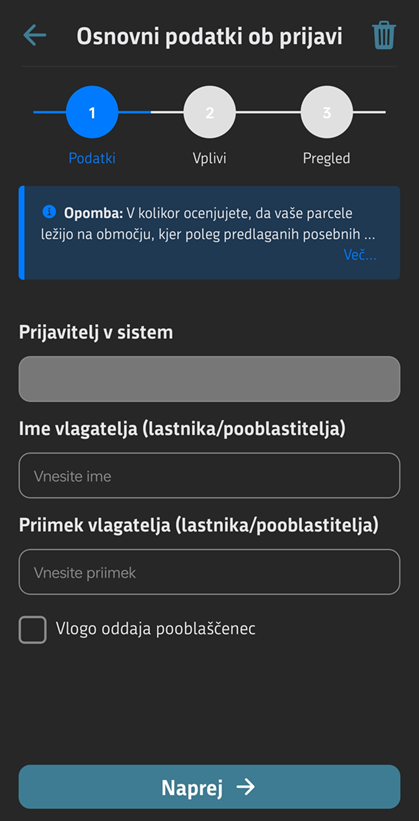 Osnovni podatki ob prijavi
1
2
3
Podatki
Vplivi
Pregled
Opomba: V kolikor ocenjujete, da vaše parcele
ležijo na območju, kjer poleg predlaganih posebnih ...
Več...
Prijavitelj v sistem
Ime vlagatelja (lastnika/pooblastitelja)
Vnesite ime
Priimek vlagatelja (lastnika/pooblastitelja)
Vnesite priimek
Vlogo oddaja pooblaščenec
Naprej